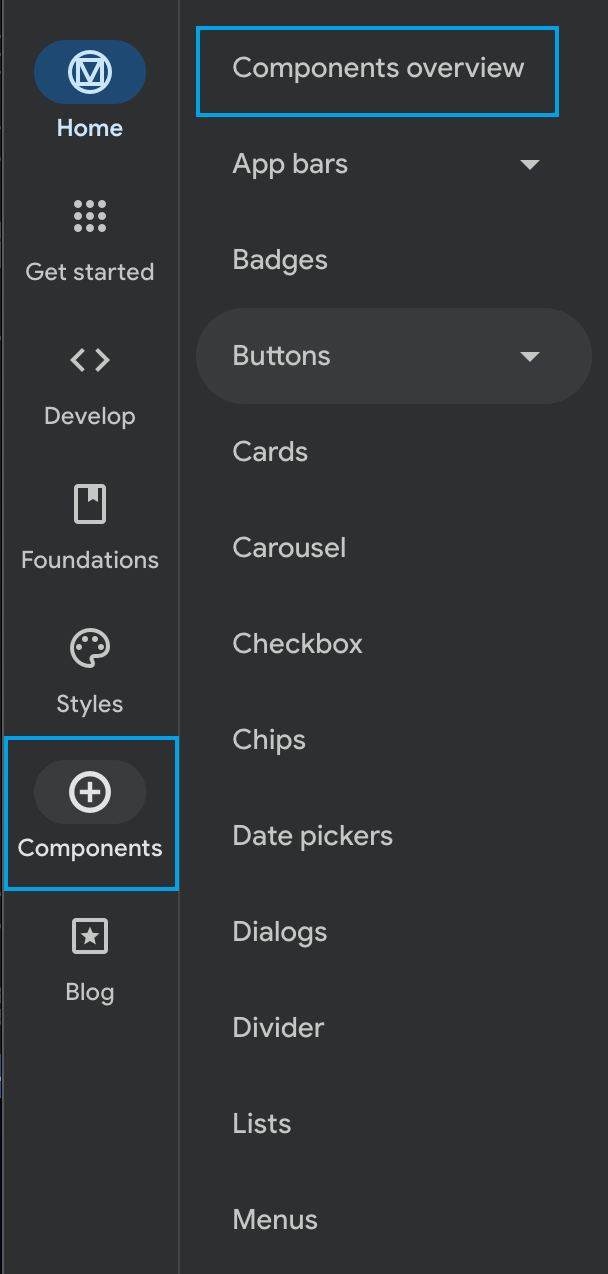 Home
Get started
Develop
Foundations
Styles
Components
Blog
Components overview
App bars
Badges
Buttons
Cards
Carousel
Checkbox
Chips
Date pickers
Dialogs
Divider
Lists
Menus